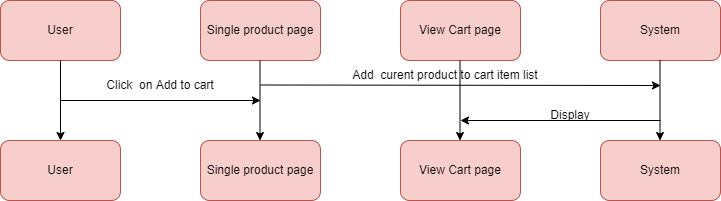 User
Single product page
View Cart page
System
Add  curent product to cart item list
Click  on Add to cart
Display
User
Single product page
View Cart page
System